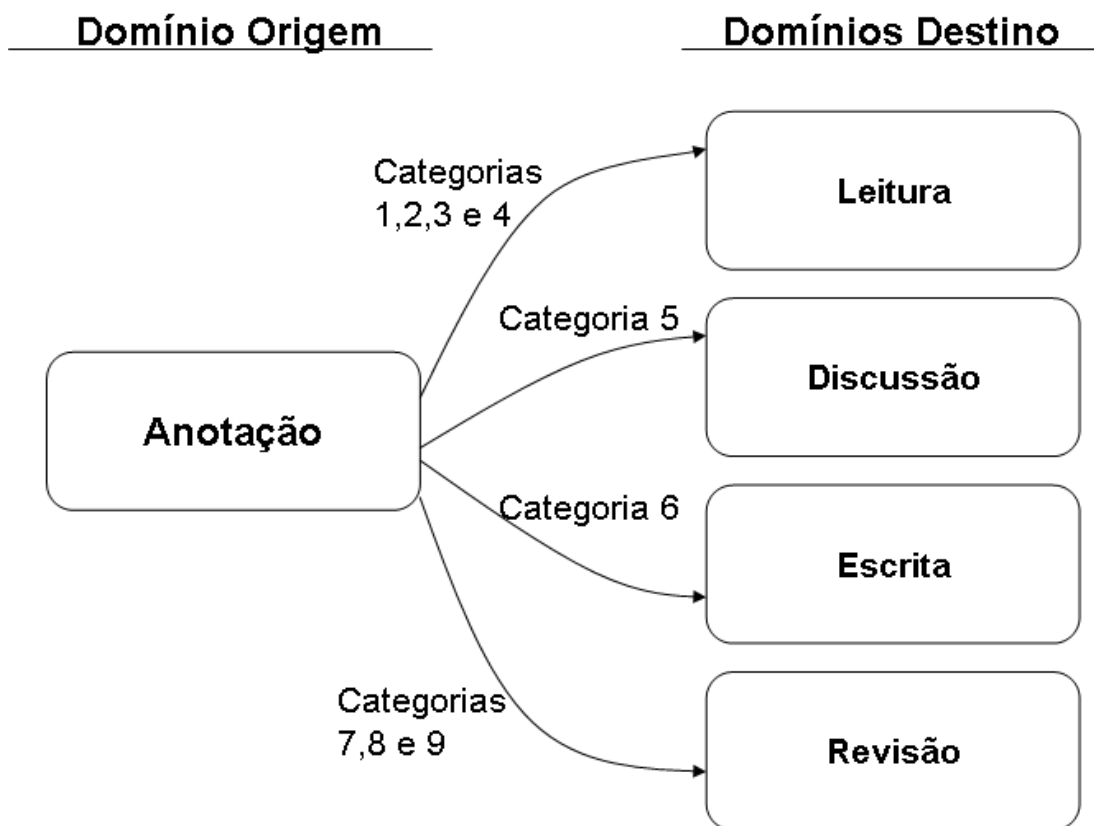 Domínio Origem
Domínios Destino
Categorias
1,2,3 e 4
Leitura
Categoria 5
Discussão
Anotação
Categoria 6
Escrita
Categorias
7,8 e 9
Revisão